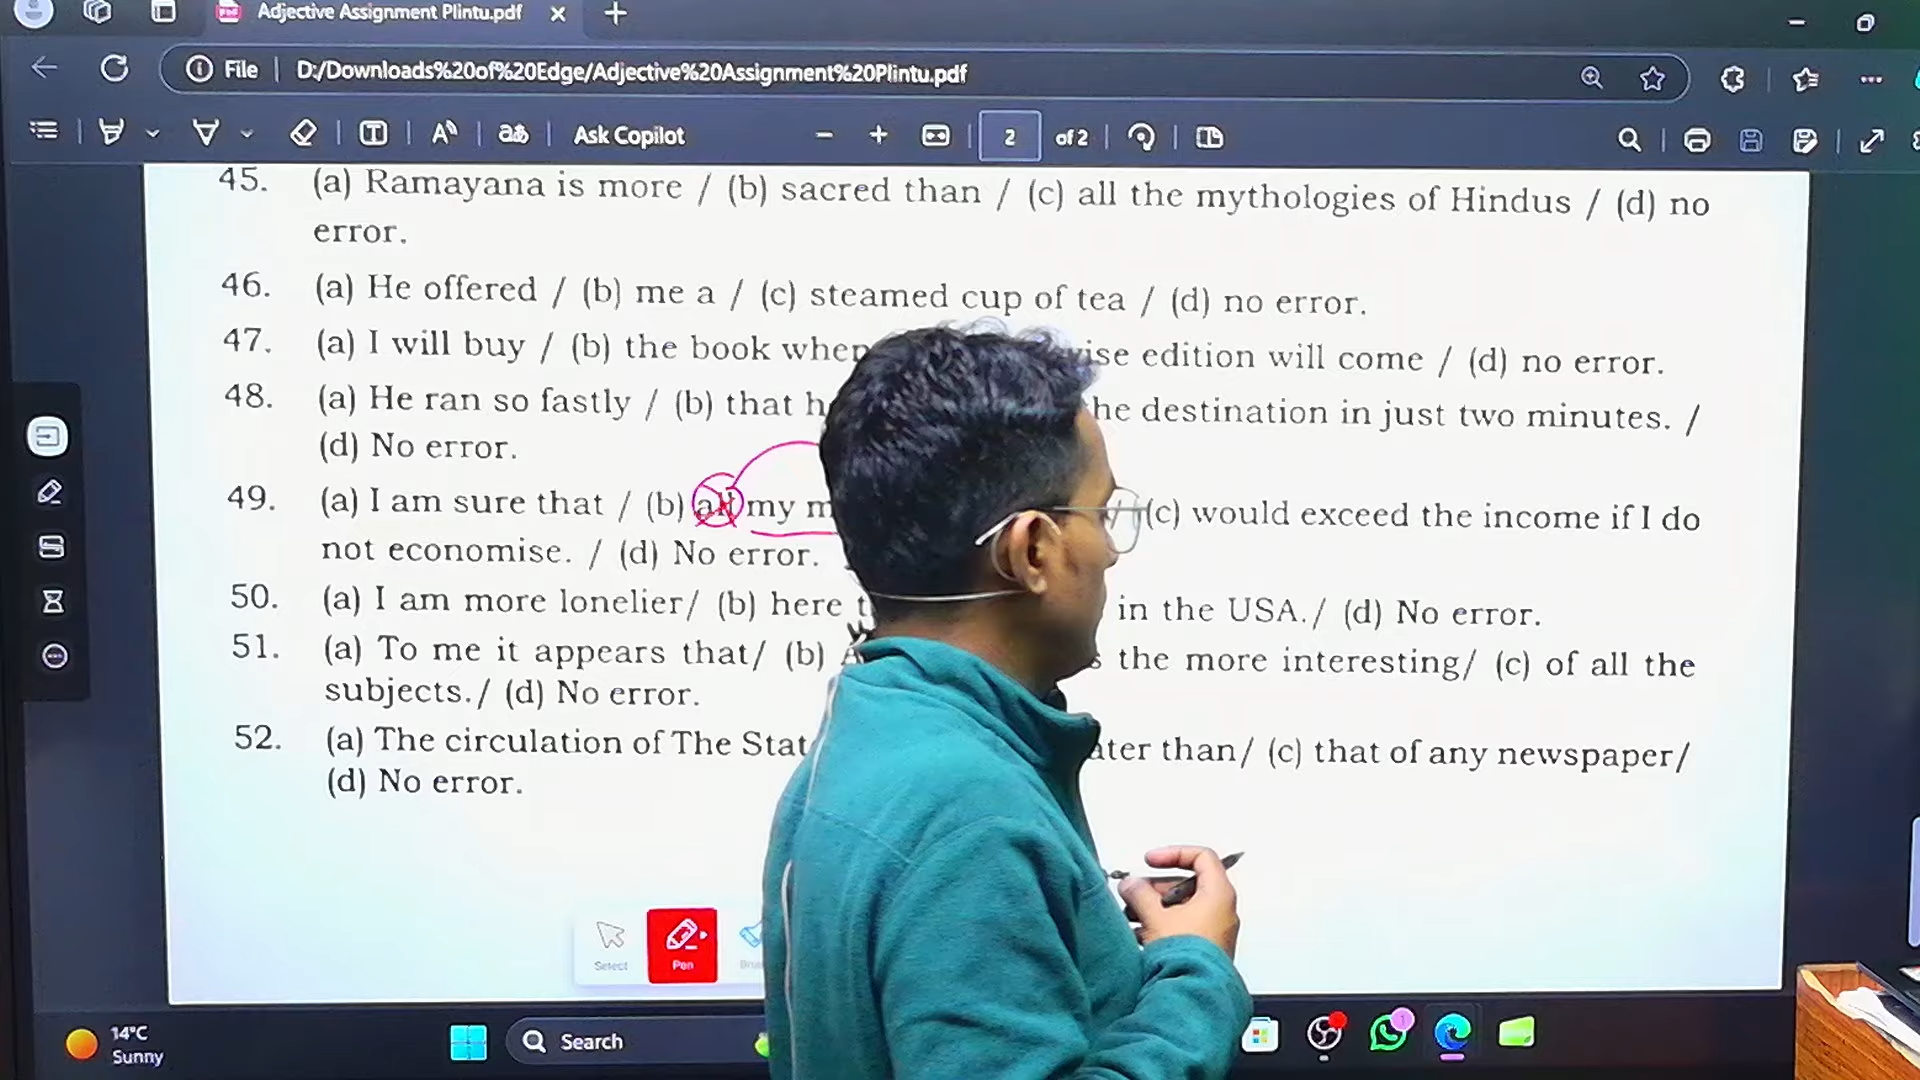 Adjective Assignment Plintu.pdf
File
D:/Downloads%20of%20Edge/Adjective%20Assignment%20Plintu.pdf
Ask Copilot
2 of 2
45. (a) Ramayana is more / (b) sacred than / (c) all the mythologies of Hindus / (d) no
error.
46. (a) He offered / (b) me a / (c) steamed cup of tea / (d) no error.
47. (a) I will buy / (b) the book when edition will come / (d) no error.
48. (a) He ran so fastly / (b) that destination in just two minutes. /
(d) No error.
49. (a) I am sure that / (b) all my (c) would exceed the income if I do
not economise. / (d) No error.
50. (a) I am more lonelier/ (b) here in the USA./ (d) No error.
51. (a) To me it appears that/ (b) the more interesting/ (c) of all the
subjects./ (d) No error.
52. (a) The circulation of The than/ (c) that of any newspaper/
(d) No error.
Select
Pen
14°C
Sunny
Search